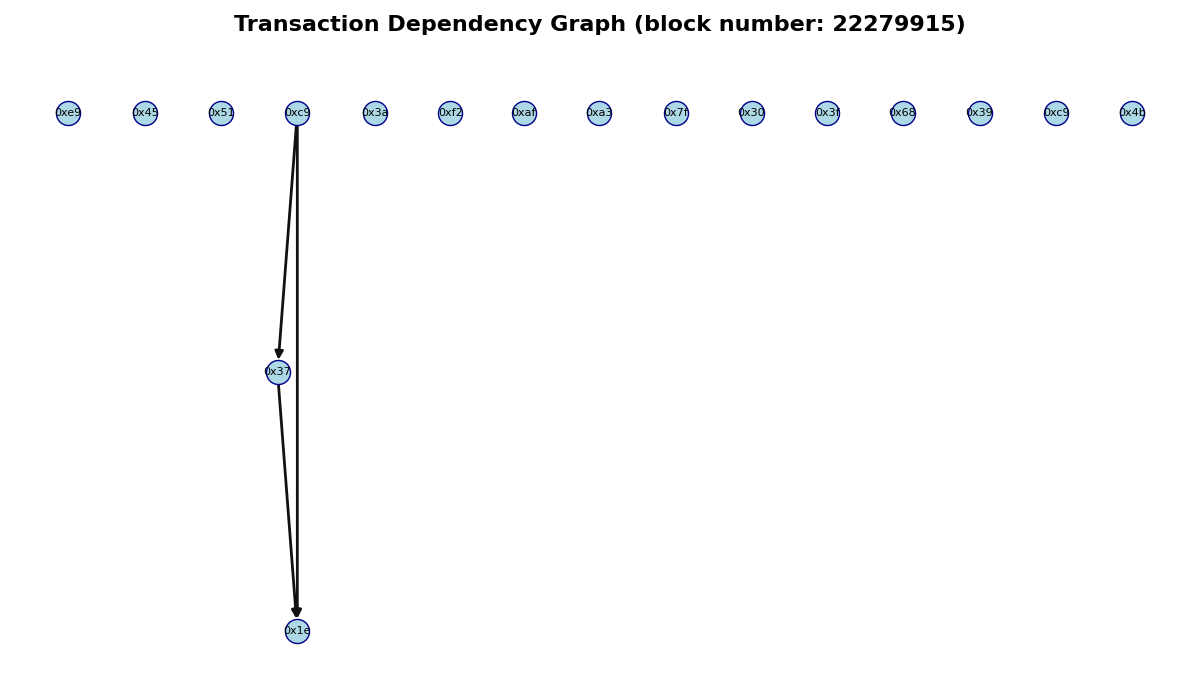 Transaction Dependency Graph (block number: 22279915)
0xe9 0x45 0x51 0xc9 0x3a 0xf2 0xaf 0xa3 0x7f 0x30 0x3f 0x68 0x39 0xc9 0x4b
0x37
0x1e